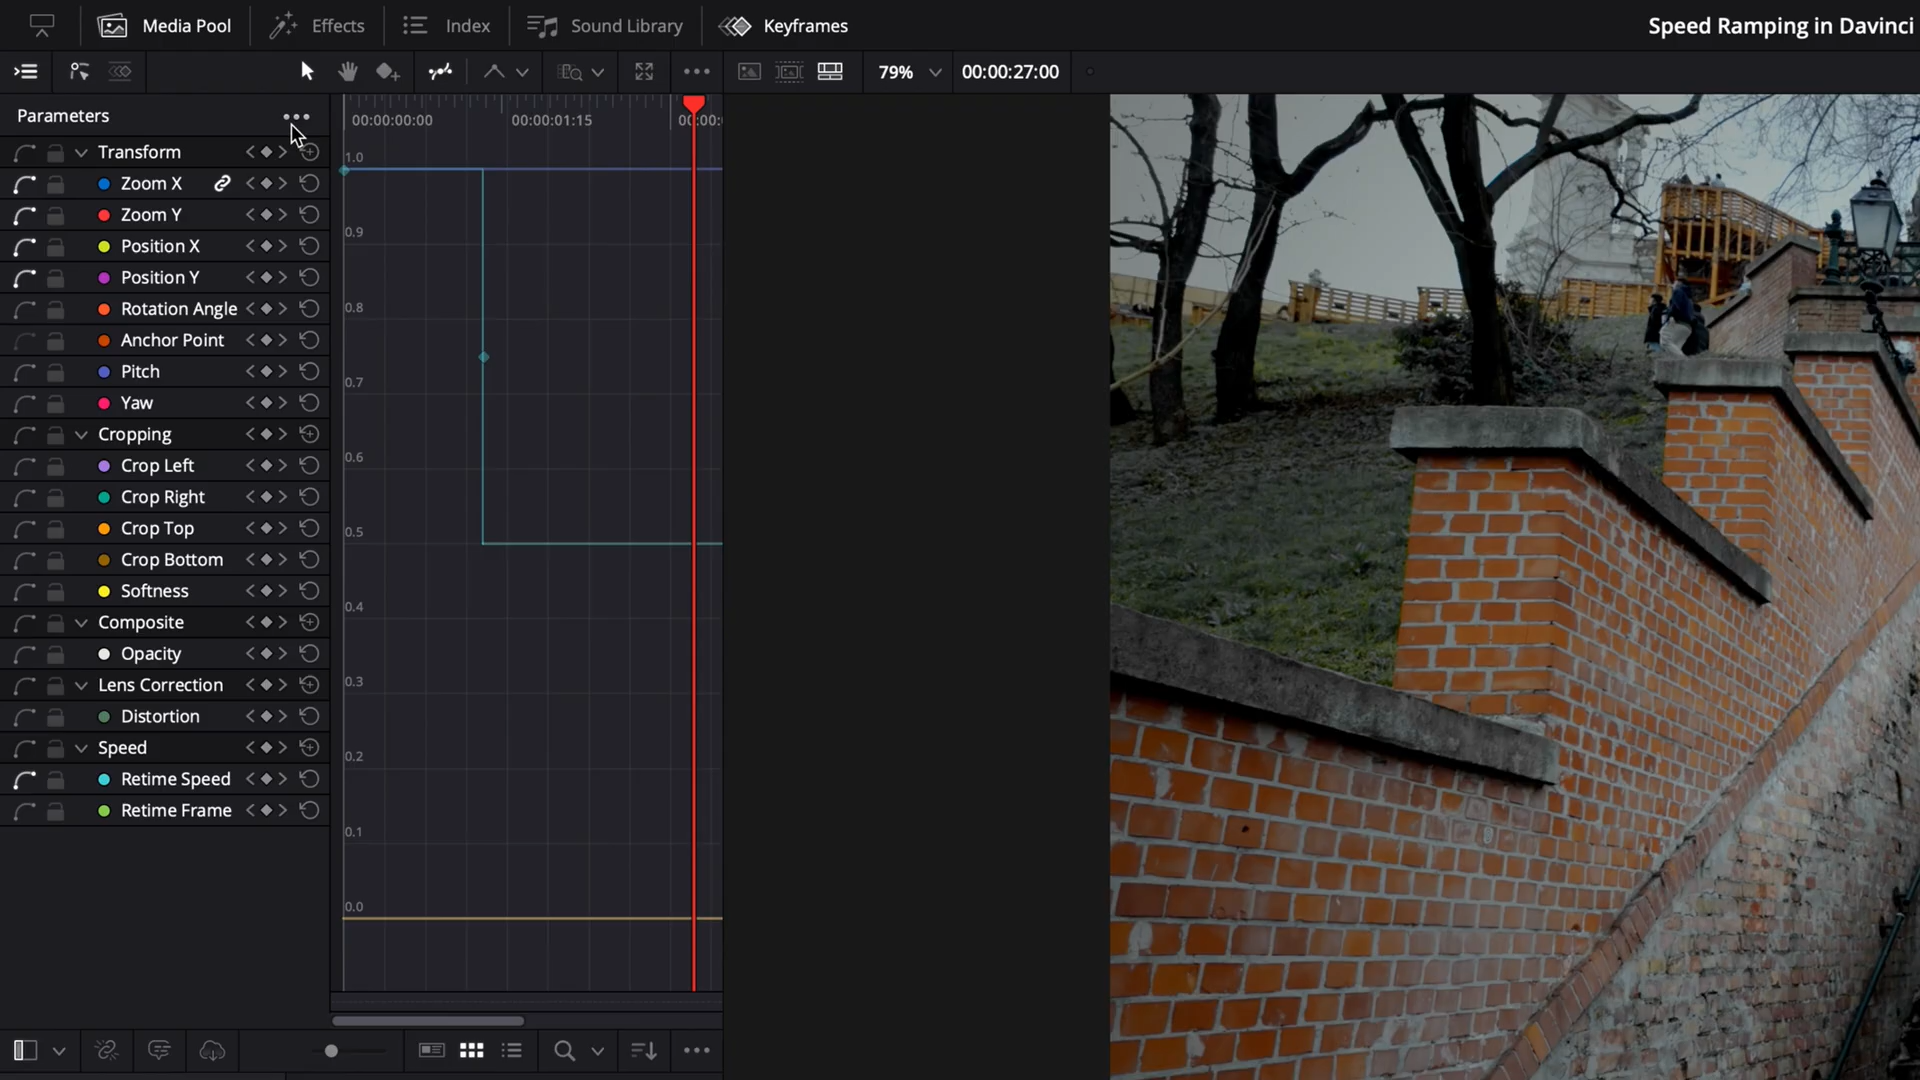 Media Pool
Effects
Index
Sound Library
Keyframes
Speed Ramping in Davinci
79%
00:00:27:00
Parameters
00:00:00:00
00:00:01:15
00:00:
Transform
Zoom X
Zoom Y
Position X
Position Y
Rotation Angle
Anchor Point
Pitch
Yaw
Cropping
Crop Left
Crop Right
Crop Top
Crop Bottom
Softness
Composite
Opacity
Lens Correction
Distortion
Speed
Retime Speed
Retime Frame
1.0
0.9
0.8
0.7
0.6
0.5
0.4
0.3
0.2
0.1
0.0